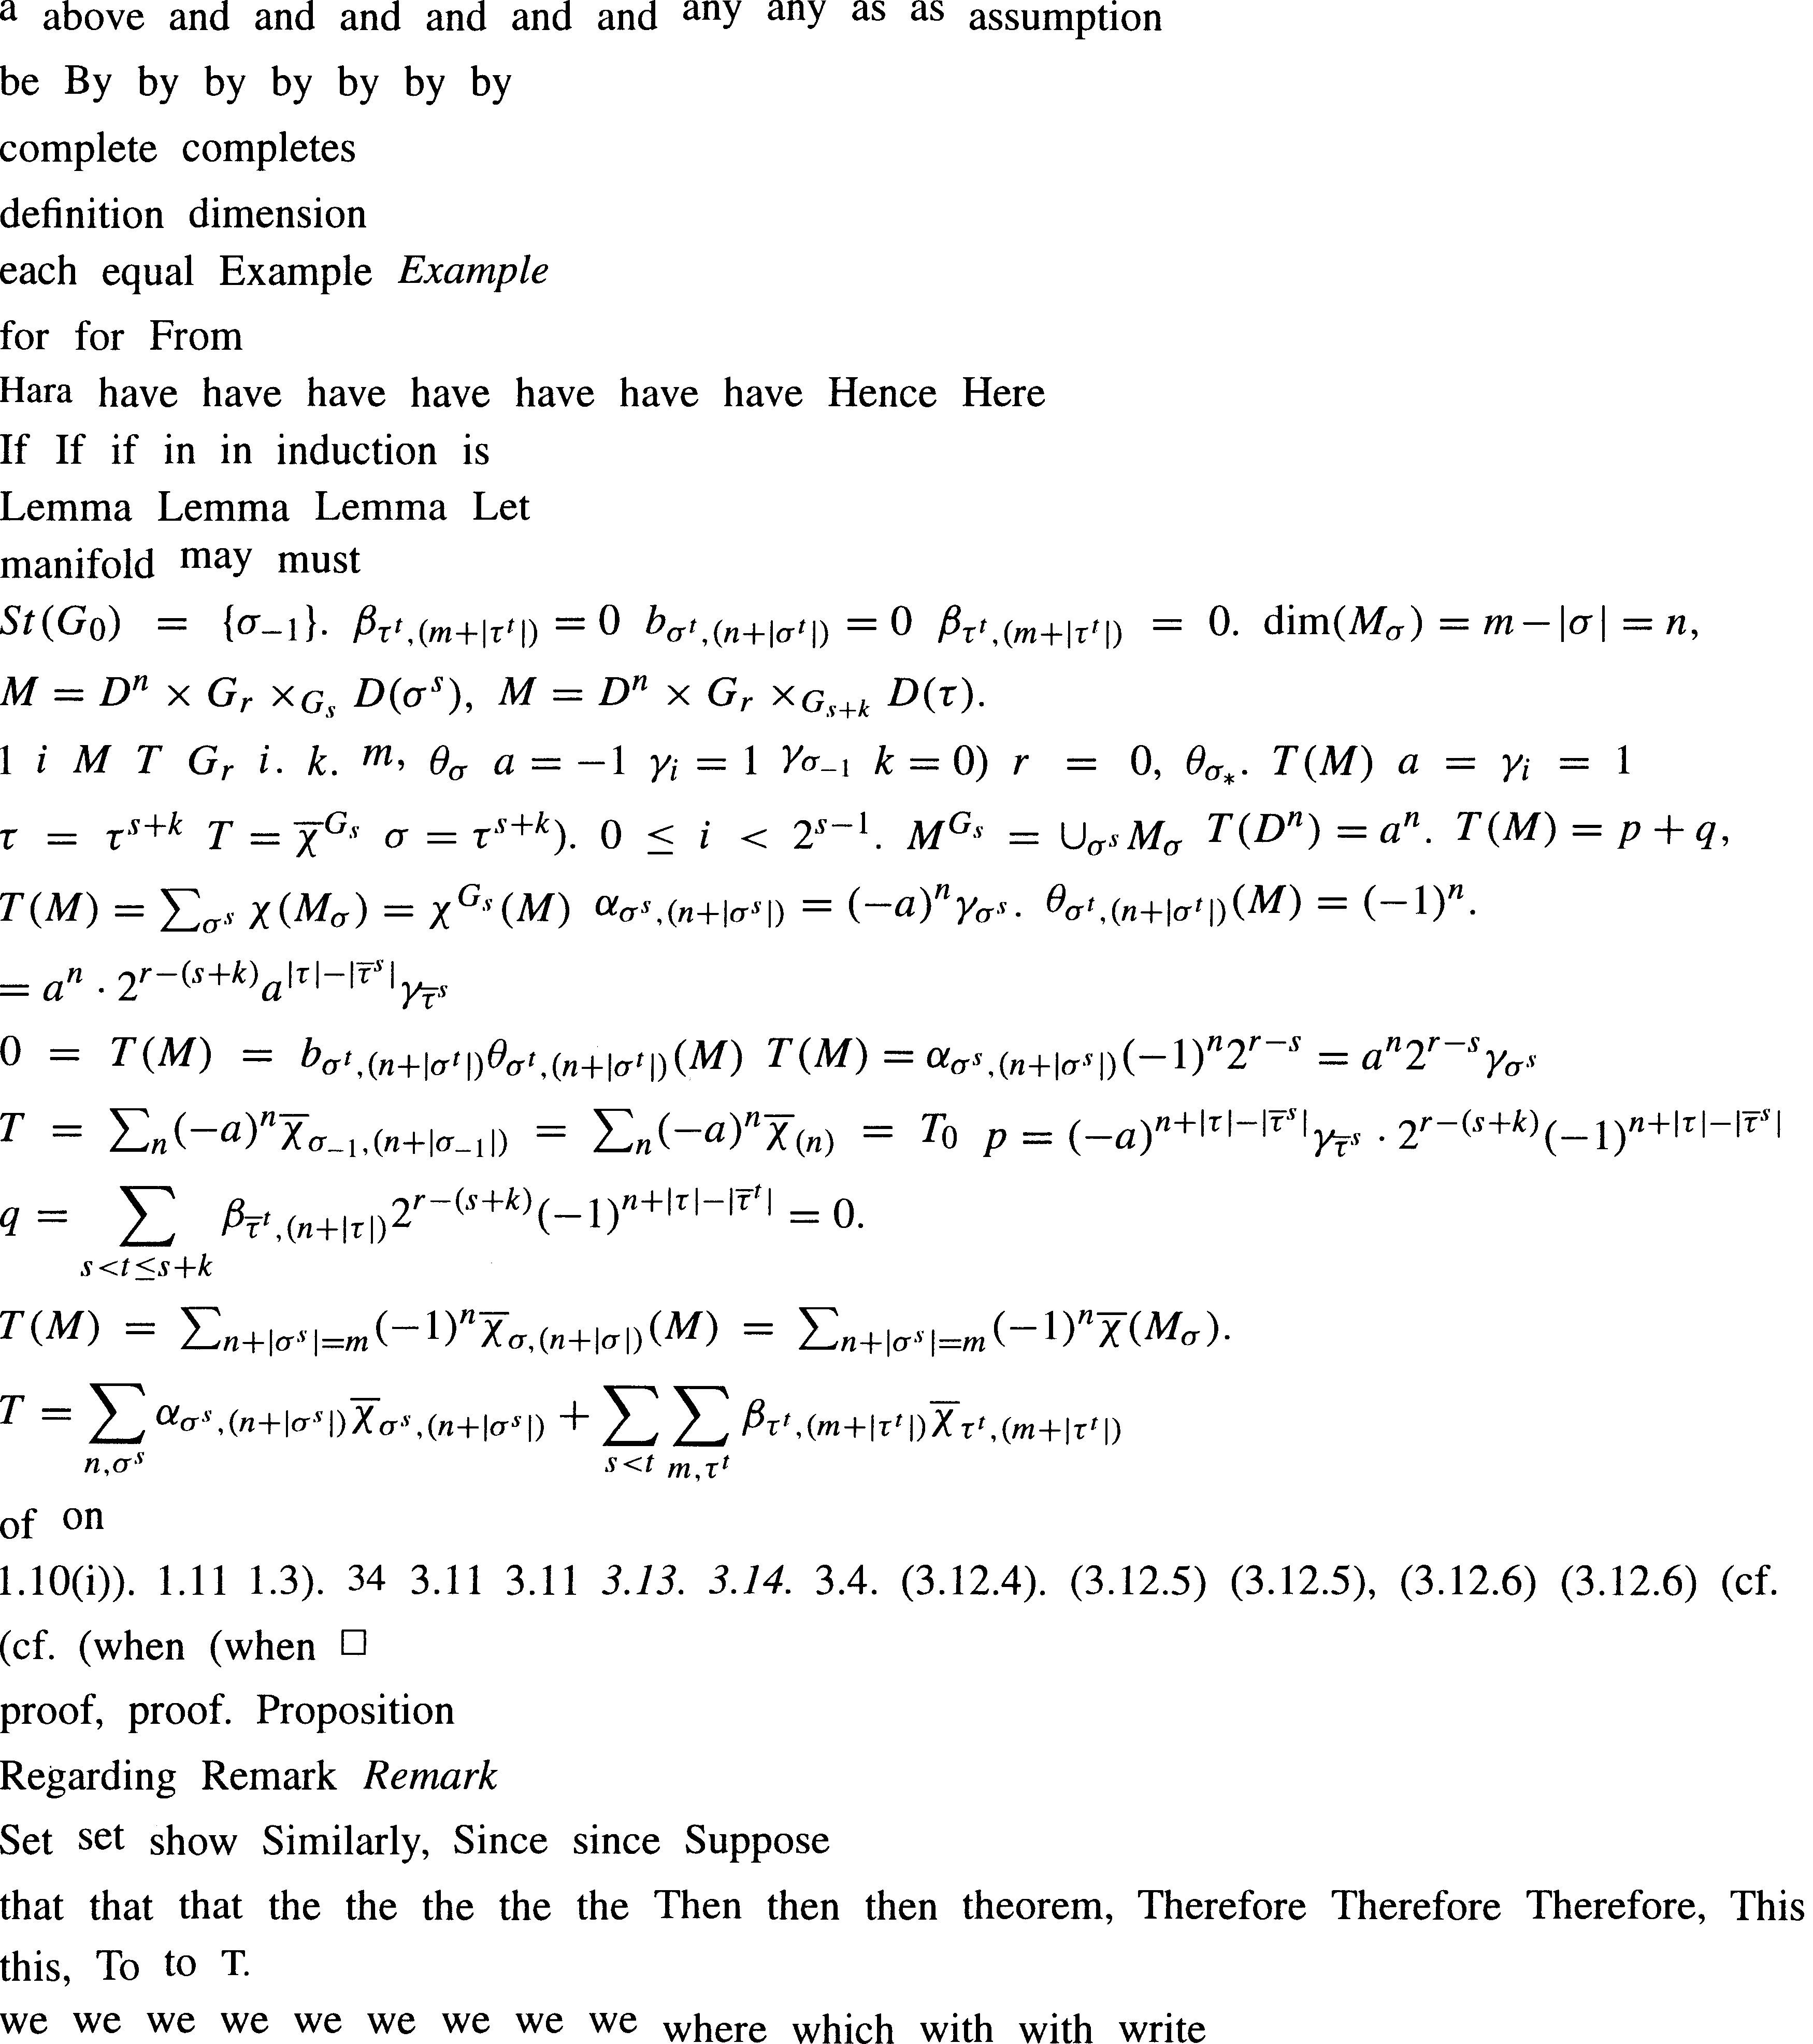 a above and and and and and and any any as as assumption
be By by by by by by by
complete completes
definition dimension
each equal Example Example
for for From
Hara have have have have have have have Hence Here
If If if in in induction is
Lemma Lemma Lemma Let
manifold may must
St(G_0) = {σ_{-1}}. β_{τ^t,(m+|τ^t|)} = 0 b_{σ^t,(n+|σ^t|)} = 0 β_{τ^t,(m+|τ^t|)} = 0. dim(M_σ) = m−|σ| = n,
M = D^n × G_r ×_{G_s} D(σ^s), M = D^n × G_r ×_{G_{s+k}} D(τ).
1 i M T G_r i. k. m, θ_σ a = −1 γ_i = 1 γ_{σ_{-1}} k = 0) r = 0, θ_{σ_*}. T(M) a = γ_i = 1
τ = τ^{s+k} T = \overline{χ}^{G_s} σ = τ^{s+k}). 0 ≤ i < 2^{s−1}. M^{G_s} = ∪_{σ^s} M_σ T(D^n) = a^n. T(M) = p + q,
T(M) = ∑_{σ^s} χ(M_σ) = χ^{G_s}(M) α_{σ^s,(n+|σ^s|)} = (−a)^n γ_{σ^s}. θ_{σ^t,(n+|σ^t|)}(M) = (−1)^n.
= a^n · 2^{r−(s+k)} a^{|τ|−|\overline{τ}^s|} γ_{\overline{τ}^s}
0 = T(M) = b_{σ^t,(n+|σ^t|)} θ_{σ^t,(n+|σ^t|)}(M) T(M) = α_{σ^s,(n+|σ^s|)}(−1)^n 2^{r−s} = a^n 2^{r−s} γ_{σ^s}
T = ∑_n (−a)^n \overline{χ}_{σ_{-1},(n+|σ_{-1}|)} = ∑_n (−a)^n \overline{χ}_{(n)} = T_0 p = (−a)^{n+|τ|−|\overline{τ}^s|} γ_{\overline{τ}^s} · 2^{r−(s+k)} (−1)^{n+|τ|−|\overline{τ}^s|}
q = ∑_{s<t≤s+k} β_{\overline{τ}^t,(n+|τ|)} 2^{r−(s+k)} (−1)^{n+|τ|−|\overline{τ}^t|} = 0.
T(M) = ∑_{n+|σ^s|=m} (−1)^n \overline{χ}_{σ,(n+|σ|)}(M) = ∑_{n+|σ^s|=m} (−1)^n \overline{χ}(M_σ).
T = ∑_{n,σ^s} α_{σ^s,(n+|σ^s|)} \overline{χ}_{σ^s,(n+|σ^s|)} + ∑_{s<t} ∑_{m,τ^t} β_{τ^t,(m+|τ^t|)} \overline{χ}_{τ^t,(m+|τ^t|)}
of on
1.10(i)). 1.11 1.3). 34 3.11 3.11 3.13. 3.14. 3.4. (3.12.4). (3.12.5) (3.12.5), (3.12.6) (3.12.6) (cf.
(cf. (when (when □
proof, proof. Proposition
Regarding Remark Remark
Set set show Similarly, Since since Suppose
that that that the the the the the Then then then theorem, Therefore Therefore Therefore, This
this, To to T.
we we we we we we we we we where which with with write